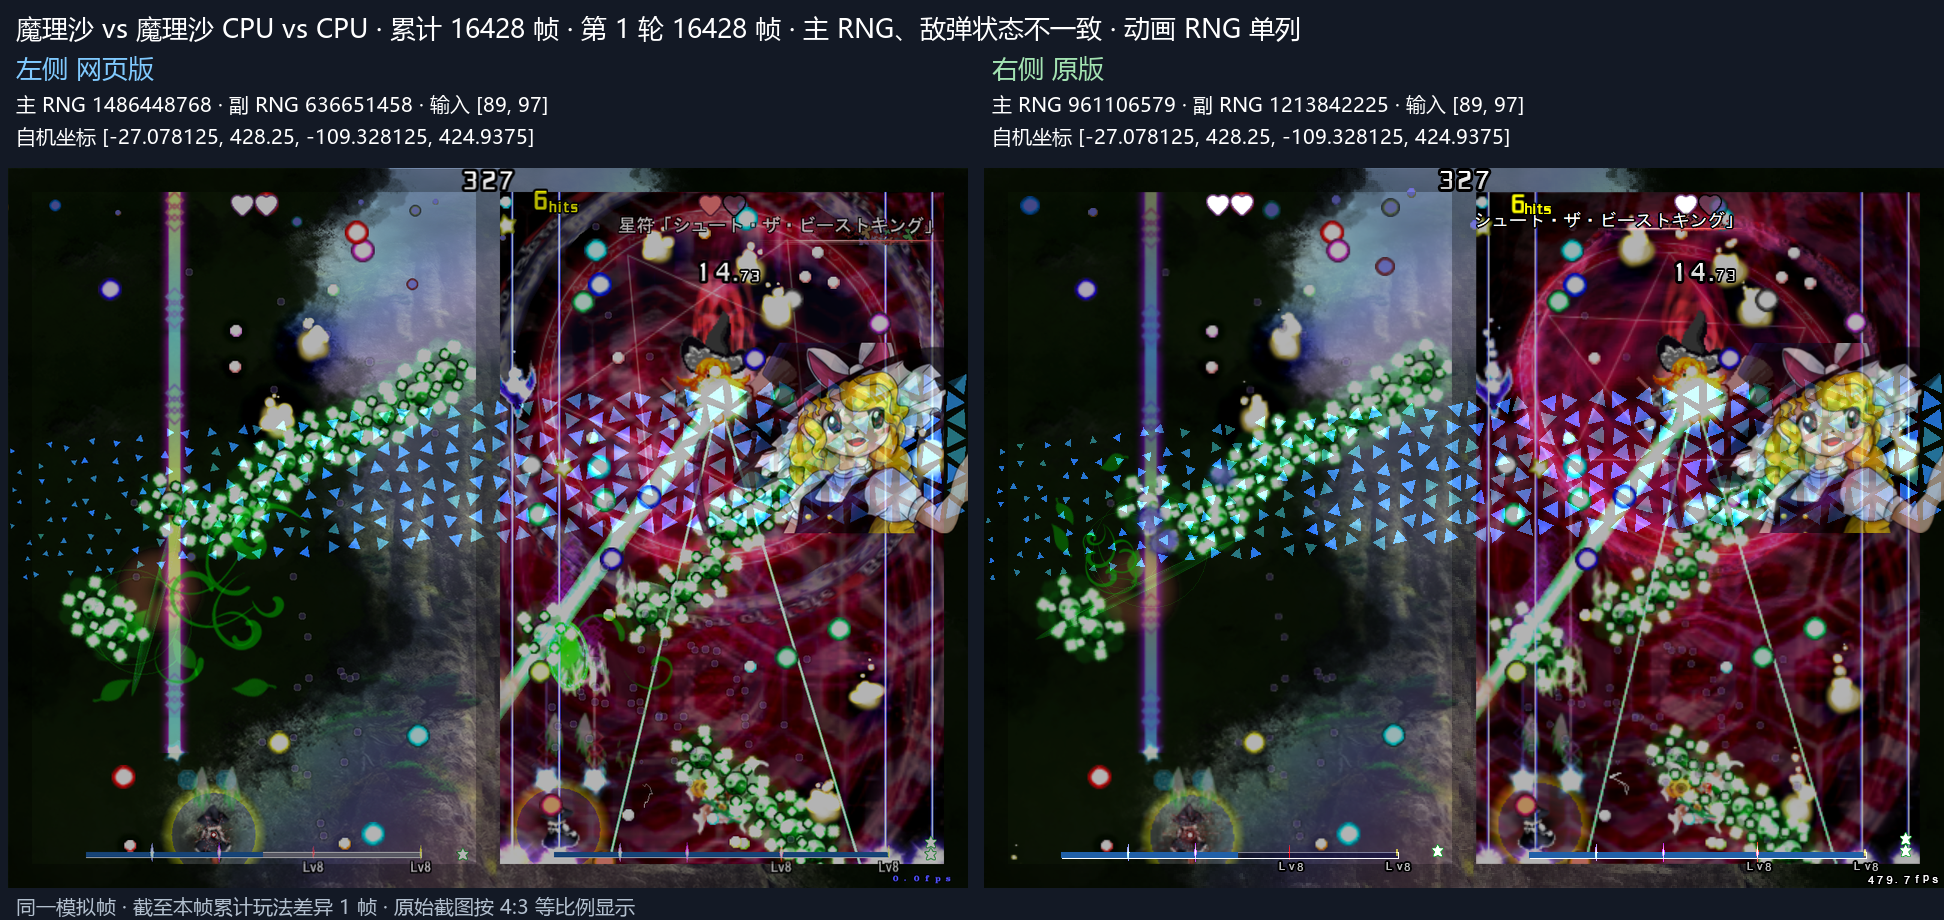 魔理沙 vs 魔理沙 CPU vs CPU · 累计 16428 帧 · 第 1 轮 16428 帧 · 主 RNG、敌弹状态不一致 · 动画 RNG 单列
左侧 网页版
主 RNG 1486448768 · 副 RNG 636651458 · 输入 [89, 97]
自机坐标 [-27.078125, 428.25, -109.328125, 424.9375]
右侧 原版
主 RNG 961106579 · 副 RNG 1213842225 · 输入 [89, 97]
自机坐标 [-27.078125, 428.25, -109.328125, 424.9375]
327
6hits
星符「シュート・ザ・ビーストキング」
14.73
Lv8
Lv8
Lv8
Lv8
0.0fps
327
6hits
シュート・ザ・ビーストキング」
14.73
Lv8
Lv8
Lv8
Lv8
479.7fps
同一模拟帧 · 截至本帧累计玩法差异 1 帧 · 原始截图按 4:3 等比例显示